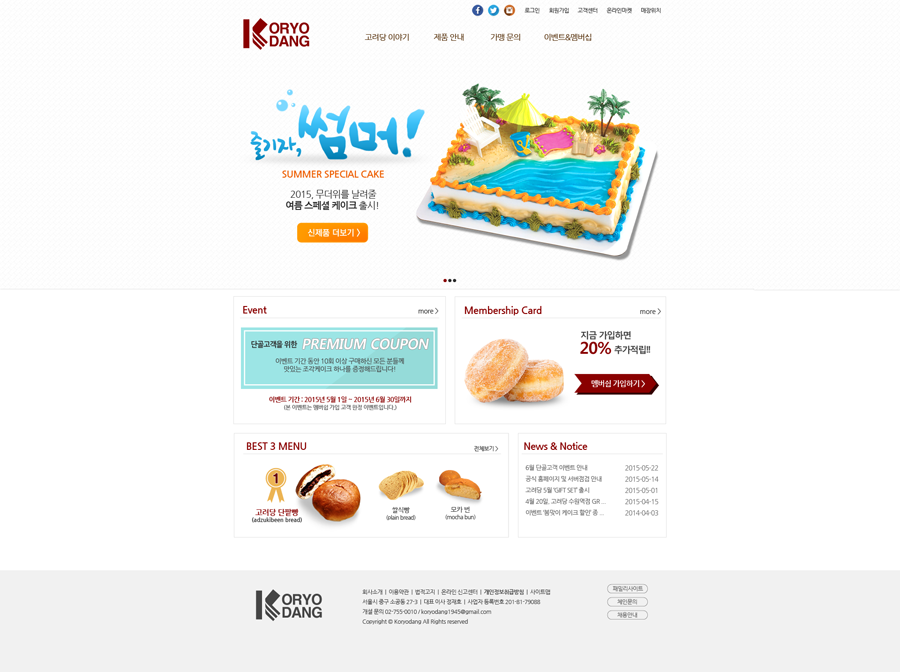 로그인 회원가입 고객센터 온라인마켓 매장위치
KORYO
DANG
고려당 이야기 제품 안내 가맹 문의 이벤트&멤버십
즐기자, 썸머!
SUMMER SPECIAL CAKE
2015, 무더위를 날려줄
여름 스페셜 케이크 출시!
신제품 더보기 >
Event more >
단골고객을 위한 PREMIUM COUPON
이벤트 기간 동안 10회 이상 구매하신 모든 분들께
맛있는 조각케이크 하나를 증정해드립니다!
이벤트 기간 : 2015년 5월 1일 ~ 2015년 6월 30일까지
(본 이벤트는 멤버쉽 가입 고객 한정 이벤트입니다.)
Membership Card more >
지금 가입하면
20% 추가적립!!
멤버쉽 가입하기 >
BEST 3 MENU 전체보기 >
1
고려당 단팥빵
(adzukibeen bread)
쌀식빵
(plain bread)
모카 번
(mocha bun)
News & Notice
6월 단골고객 이벤트 안내 2015-05-22
공식 홈페이지 및 서버점검 안내 2015-05-14
고려당 5월 'GIFT SET' 출시 2015-05-01
4월 20일, 고려당 수원역점 GR ... 2015-04-15
이벤트 '봄맞이 케이크 할인' 종 ... 2014-04-03
KORYO
DANG
회사소개 | 이용약관 | 법적고지 | 온라인 신고센터 | 개인정보취급방침 | 사이트맵
서울시 중구 소공동 27-3 | 대표 이사 정재호 | 사업자 등록번호 201-81-79088
개설 문의 02-755-0010 / koryodang1945@gmail.com
Copyright © Koryodang All Rights reserved
패밀리사이트
체인문의
채용안내